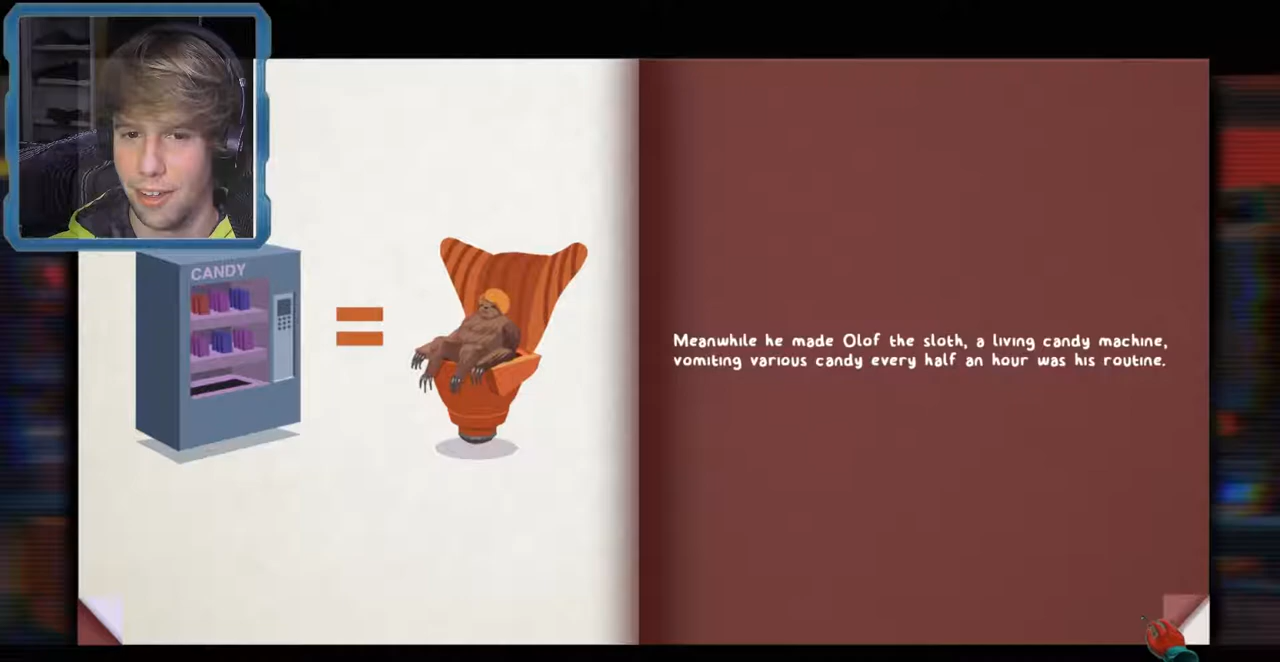 CANDY
Meanwhile he made Olof the sloth, a living candy machine,
vomiting various candy every half an hour was his routine.